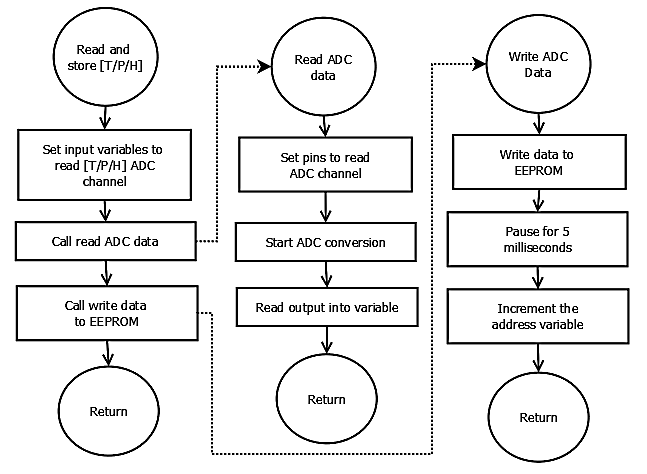 Read and
store [T/P/H]
Set input variables to
read [T/P/H] ADC
channel
Call read ADC data
Call write data
to EEPROM
Return
Read ADC
data
Set pins to read
ADC channel
Start ADC conversion
Read output into variable
Return
Write ADC
Data
Write data to
EEPROM
Pause for 5
milliseconds
Increment the
address variable
Return